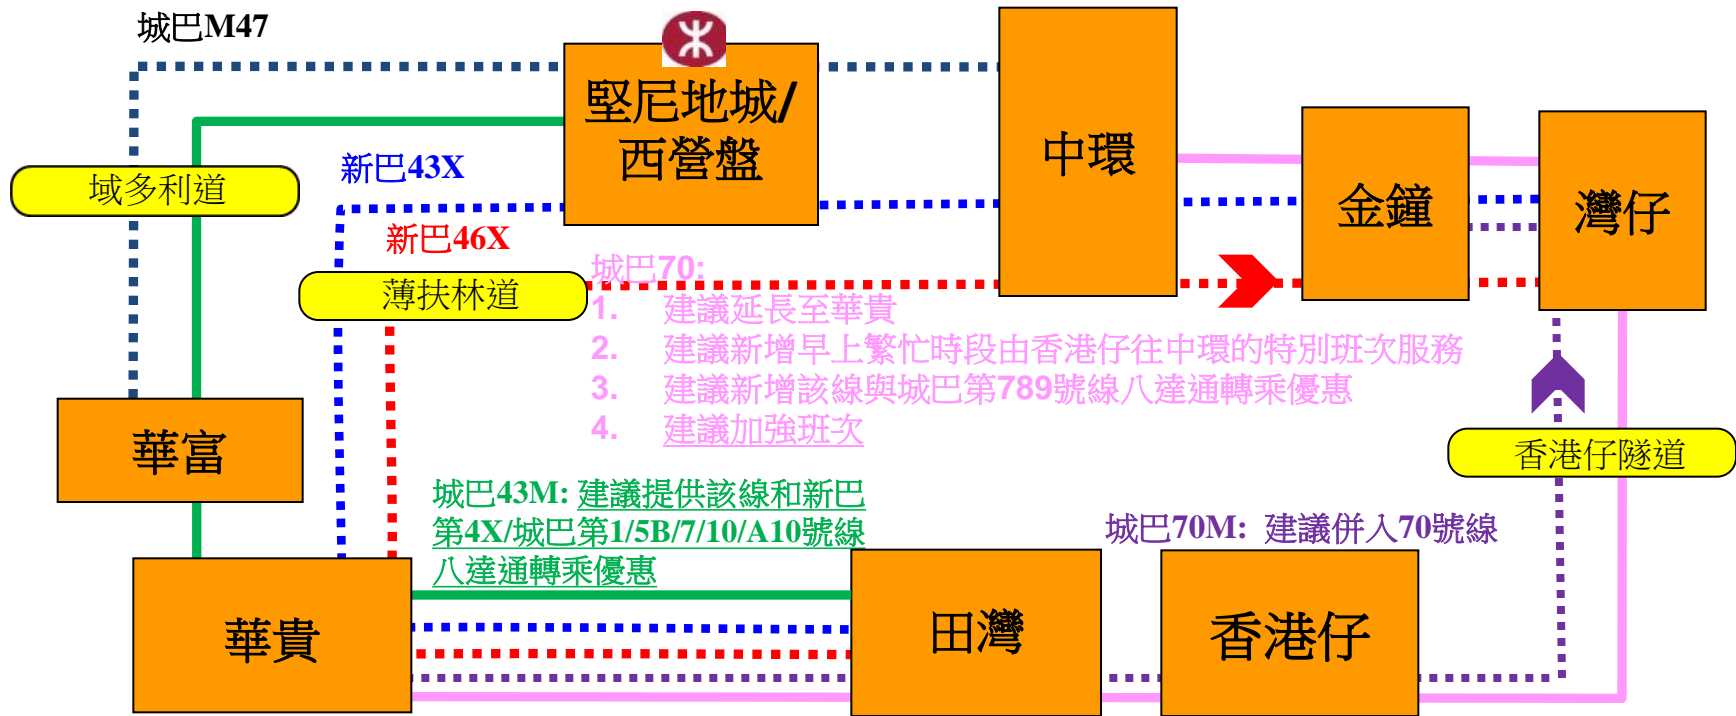 城巴M47
堅尼地城/
西營盤
中環
金鐘
灣仔
域多利道
新巴43X
新巴46X
薄扶林道
城巴70:
1. 建議延長至華貴
2. 建議新增早上繁忙時段由香港仔往中環的特別班次服務
3. 建議新增該線與城巴第789號線八達通轉乘優惠
4. 建議加強班次
華富
香港仔隧道
城巴43M: 建議提供該線和新巴
第4X/城巴第1/5B/7/10/A10號線
八達通轉乘優惠
城巴70M: 建議併入70號線
華貴
田灣
香港仔